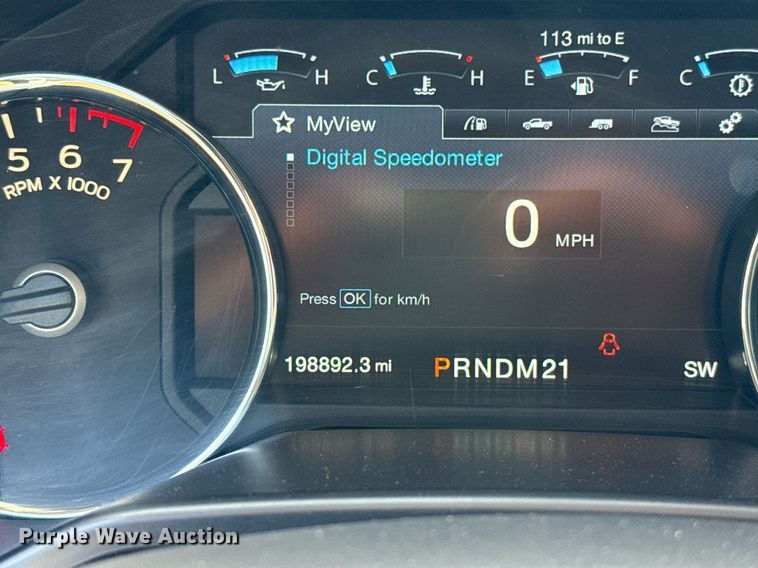 113 mi to E
L H C H E F C
MyView
Digital Speedometer
5 6 7
RPM X 1000
0 MPH
Press OK for km/h
198892.3 mi PRNDM21 SW
Purple Wave Auction